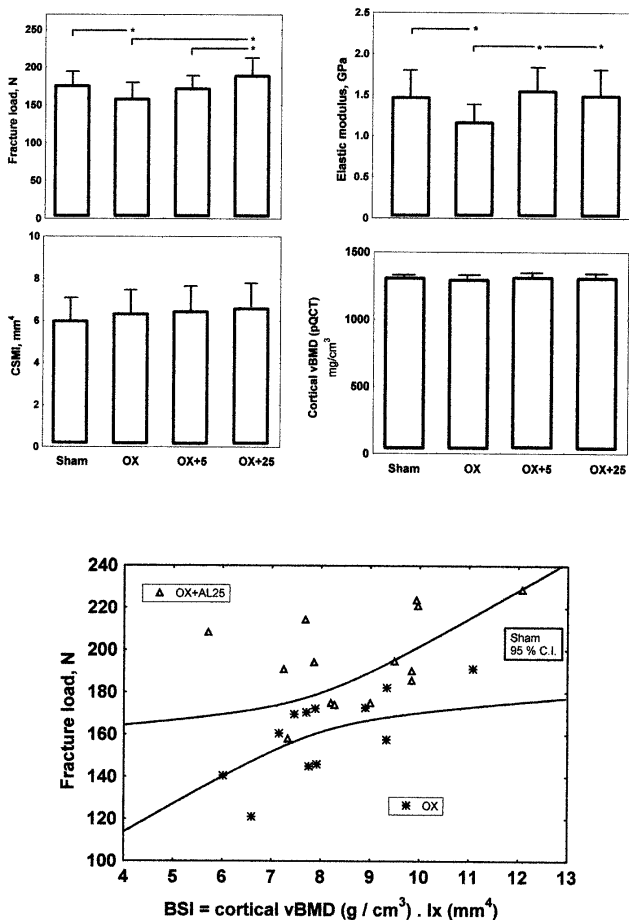 Fracture load, N
250
200
150
100
50
0
*
*
*
Elastic modulus, GPa
2.5
2.0
1.5
1.0
0.5
0.0
*
*
*
CSMI, mm⁴
10
8
6
4
2
0
Sham
OX
OX+5
OX+25
Cortical vBMD (pQCT)
mg/cm³
1500
1000
500
0
Sham
OX
OX+5
OX+25
Fracture load, N
240
220
200
180
160
140
120
100
OX+AL25
Sham
95 % C.I.
OX
4 5 6 7 8 9 10 11 12 13
BSI = cortical vBMD (g / cm³) . Ix (mm⁴)